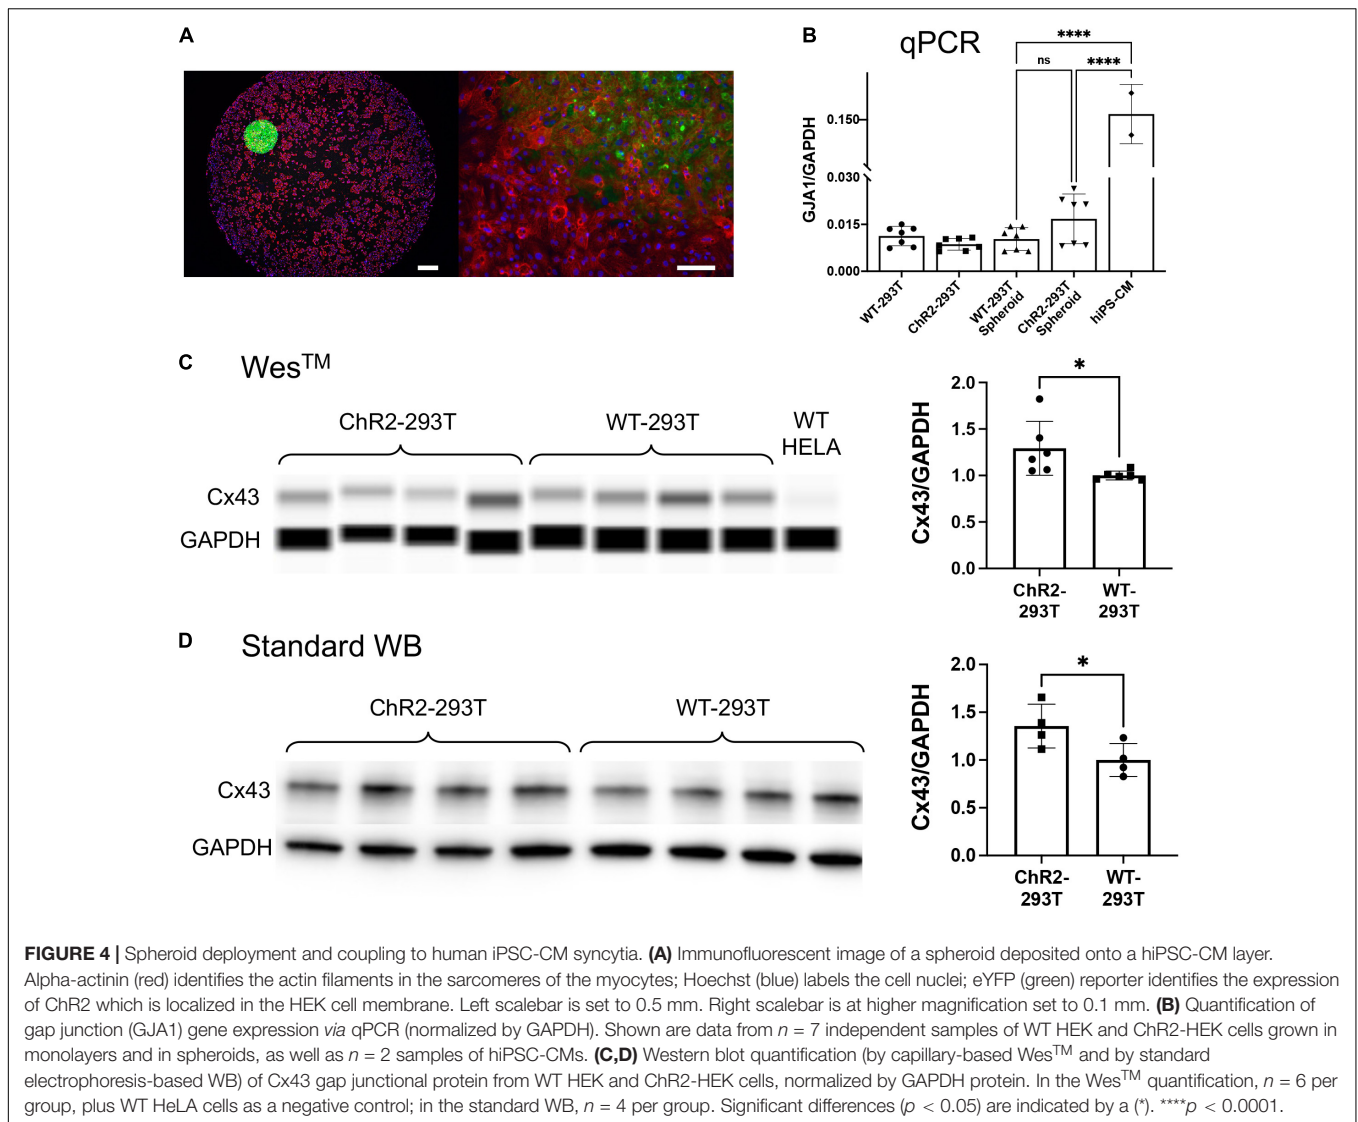 A
B
qPCR
****
ns
****
GJA1/GAPDH
0.150
0.030
0.015
0.000
WT-293T
ChR2-293T
WT-293T
Spheroid
ChR2-293T
Spheroid
hiPS-CM
C
Wes™
ChR2-293T
WT-293T
WT
HELA
Cx43
GAPDH
*
Cx43/GAPDH
2.0
1.5
1.0
0.5
0.0
ChR2-
293T
WT-
293T
D
Standard WB
ChR2-293T
WT-293T
Cx43
GAPDH
*
Cx43/GAPDH
2.0
1.5
1.0
0.5
0.0
ChR2-
293T
WT-
293T
FIGURE 4 | Spheroid deployment and coupling to human iPSC-CM syncytia. (A) Immunofluorescent image of a spheroid deposited onto a hiPSC-CM layer.
Alpha-actinin (red) identifies the actin filaments in the sarcomeres of the myocytes; Hoechst (blue) labels the cell nuclei; eYFP (green) reporter identifies the expression
of ChR2 which is localized in the HEK cell membrane. Left scalebar is set to 0.5 mm. Right scalebar is at higher magnification set to 0.1 mm. (B) Quantification of
gap junction (GJA1) gene expression via qPCR (normalized by GAPDH). Shown are data from n = 7 independent samples of WT HEK and ChR2-HEK cells grown in
monolayers and in spheroids, as well as n = 2 samples of hiPSC-CMs. (C,D) Western blot quantification (by capillary-based Wes™ and by standard
electrophoresis-based WB) of Cx43 gap junctional protein from WT HEK and ChR2-HEK cells, normalized by GAPDH protein. In the Wes™ quantification, n = 6 per
group, plus WT HeLa cells as a negative control; in the standard WB, n = 4 per group. Significant differences (p < 0.05) are indicated by a (*). ****p < 0.0001.